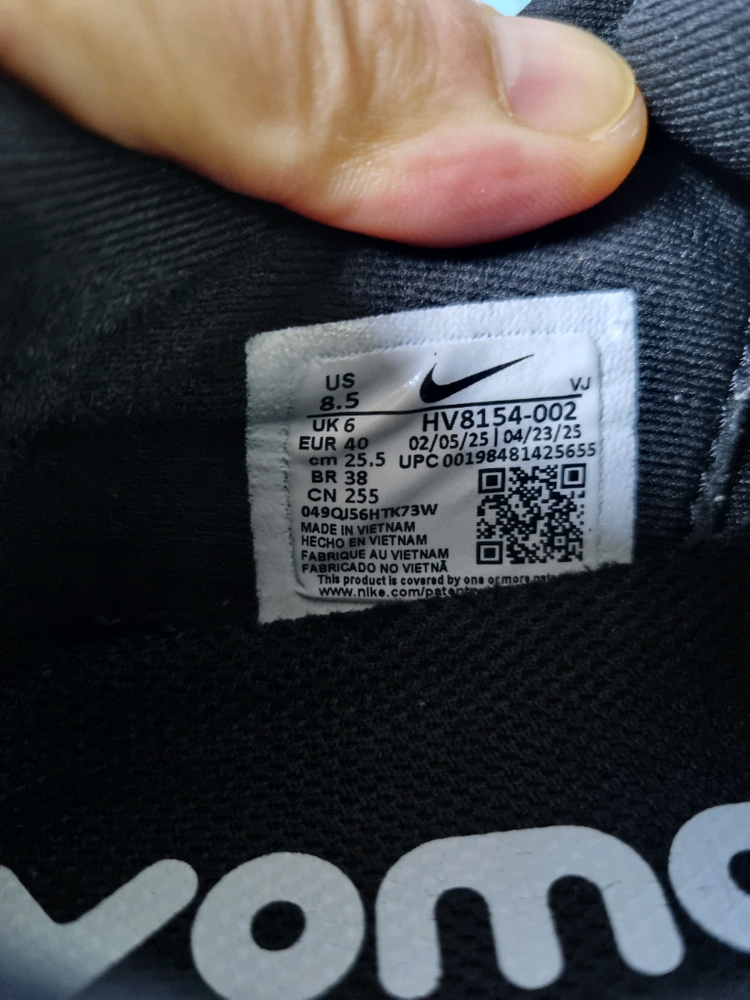 US
8.5
VJ
UK 6
HV8154-002
EUR 40
02/05/25 | 04/23/25
cm 25.5
UPC 00198481425655
BR 38
CN 255
049QJ56HTK73W
MADE IN VIETNAM
HECHO EN VIETNAM
FABRIQUE AU VIETNAM
FABRICADO NO VIETNÃ
This product is covered by one or more
www.nike.com/patent
vom